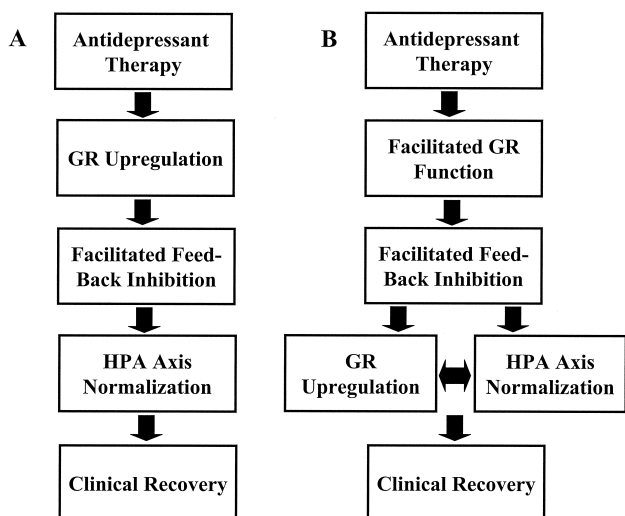 A
Antidepressant
Therapy
GR Upregulation
Facilitated Feed-
Back Inhibition
HPA Axis
Normalization
Clinical Recovery
B
Antidepressant
Therapy
Facilitated GR
Function
Facilitated Feed-
Back Inhibition
GR
Upregulation
HPA Axis
Normalization
Clinical Recovery